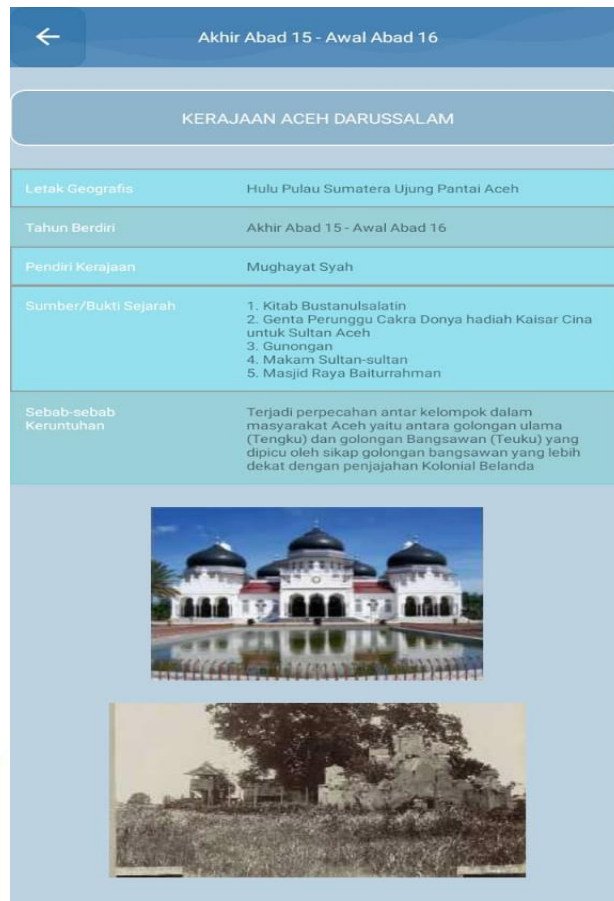 Akhir Abad 15 - Awal Abad 16
KERAJAAN ACEH DARUSSALAM
Letak Geografis
Hulu Pulau Sumatera Ujung Pantai Aceh
Tahun Berdiri
Akhir Abad 15 - Awal Abad 16
Pendiri Kerajaan
Mughayat Syah
Sumber/Bukti Sejarah
1. Kitab Bustanulsalatin
2. Genta Perunggu Cakra Donya hadiah Kaisar Cina
untuk Sultan Aceh
3. Gunongan
4. Makam Sultan-sultan
5. Masjid Raya Baiturrahman
Sebab-sebab
Keruntuhan
Terjadi perpecahan antar kelompok dalam
masyarakat Aceh yaitu antara golongan ulama
(Tengku) dan golongan Bangsawan (Teuku) yang
dipicu oleh sikap golongan bangsawan yang lebih
dekat dengan penjajahan Kolonial Belanda